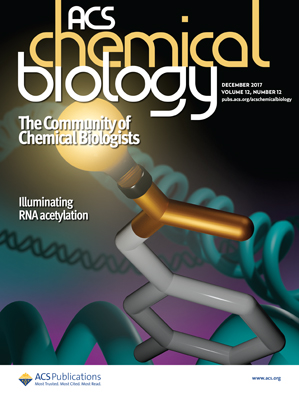 ACS
chemical
biology
DECEMBER 2017
VOLUME 12, NUMBER 12
pubs.acs.org/acschemicalbiology
The Community of
Chemical Biologists
Illuminating
RNA acetylation
ACS Publications
Most Trusted. Most Cited. Most Read.
www.acs.org